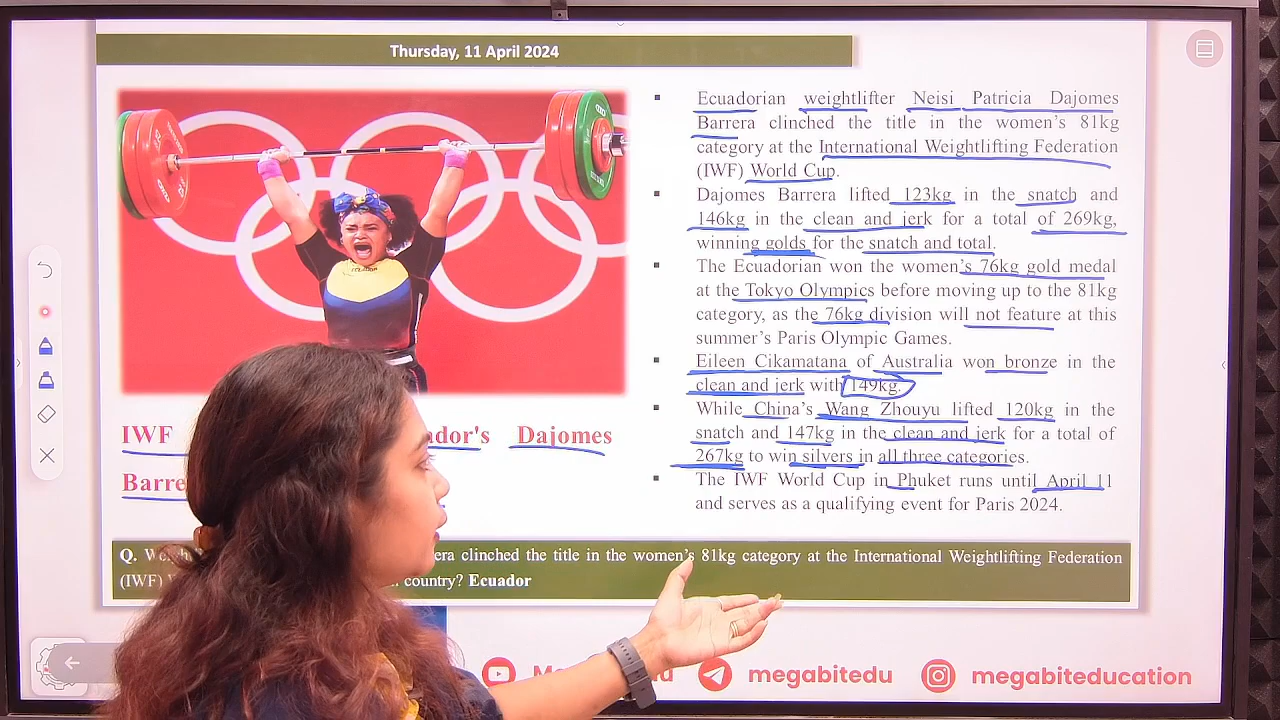 Thursday, 11 April 2024
Ecuadorian weightlifter Neisi Patricia Dajomes
Barrera clinched the title in the women's 81kg
category at the International Weightlifting Federation
(IWF) World Cup.
Dajomes Barrera lifted 123kg in the snatch and
146kg in the clean and jerk for a total of 269kg,
winning golds for the snatch and total.
The Ecuadorian won the women's 76kg gold medal
at the Tokyo Olympics before moving up to the 81kg
category, as the 76kg division will not feature at this
summer's Paris Olympic Games.
Eileen Cikamatana of Australia won bronze in the
clean and jerk with 149kg.
While China's Wang Zhouyu lifted 120kg in the
snatch and 147kg in the clean and jerk for a total of
267kg to win silvers in all three categories.
The IWF World Cup in Phuket runs until April 11
and serves as a qualifying event for Paris 2024.
IWF dor's Dajomes
Barre
Q. era clinched the title in the women's 81kg category at the International Weightlifting Federation
(IWF) country? Ecuador
megabitedu
megabiteducation